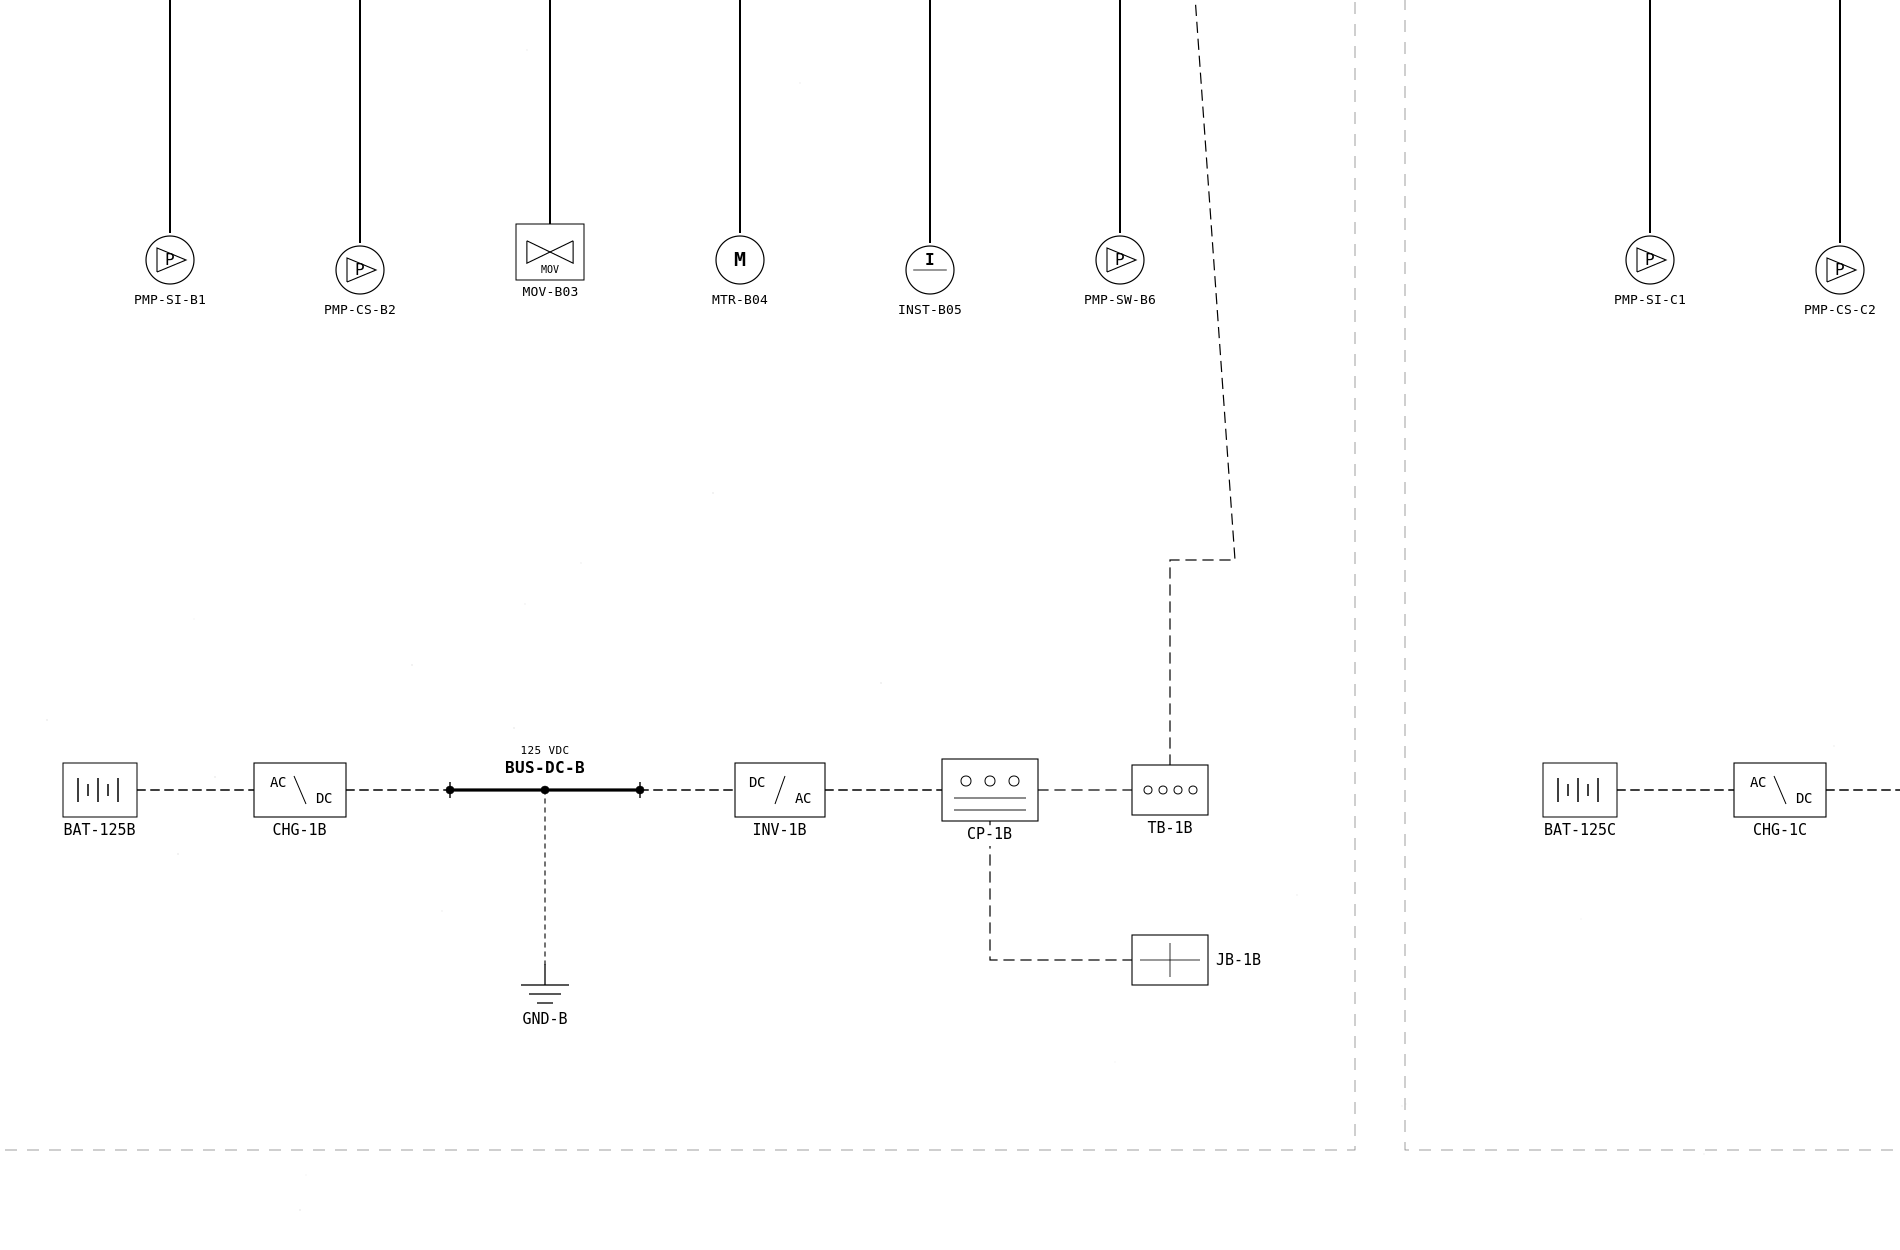 P
P
MOV
M
I
P
P
P
PMP-SI-B1
PMP-CS-B2
MOV-B03
MTR-B04
INST-B05
PMP-SW-B6
PMP-SI-C1
PMP-CS-C2
125 VDC
BUS-DC-B
AC
DC
DC
AC
AC
DC
BAT-125B
CHG-1B
INV-1B
CP-1B
TB-1B
BAT-125C
CHG-1C
JB-1B
GND-B